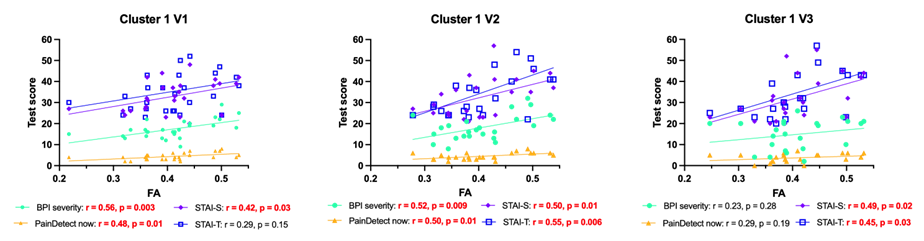 Cluster 1 V1
Test score
60
50
40
30
20
10
0
0.2 0.3 0.4 0.5 0.6
FA
BPI severity: r = 0.56, p = 0.003
STAI-S: r = 0.42, p = 0.03
PainDetect now: r = 0.48, p = 0.01
STAI-T: r = 0.29, p = 0.15
Cluster 1 V2
Test score
60
50
40
30
20
10
0
0.2 0.3 0.4 0.5 0.6
FA
BPI severity: r = 0.52, p = 0.009
STAI-S: r = 0.50, p = 0.01
PainDetect now: r = 0.50, p = 0.01
STAI-T: r = 0.55, p = 0.006
Cluster 1 V3
Test score
60
50
40
30
20
10
0
0.2 0.3 0.4 0.5 0.6
FA
BPI severity: r = 0.23, p = 0.28
STAI-S: r = 0.49, p = 0.02
PainDetect now: r = 0.29, p = 0.19
STAI-T: r = 0.45, p = 0.03